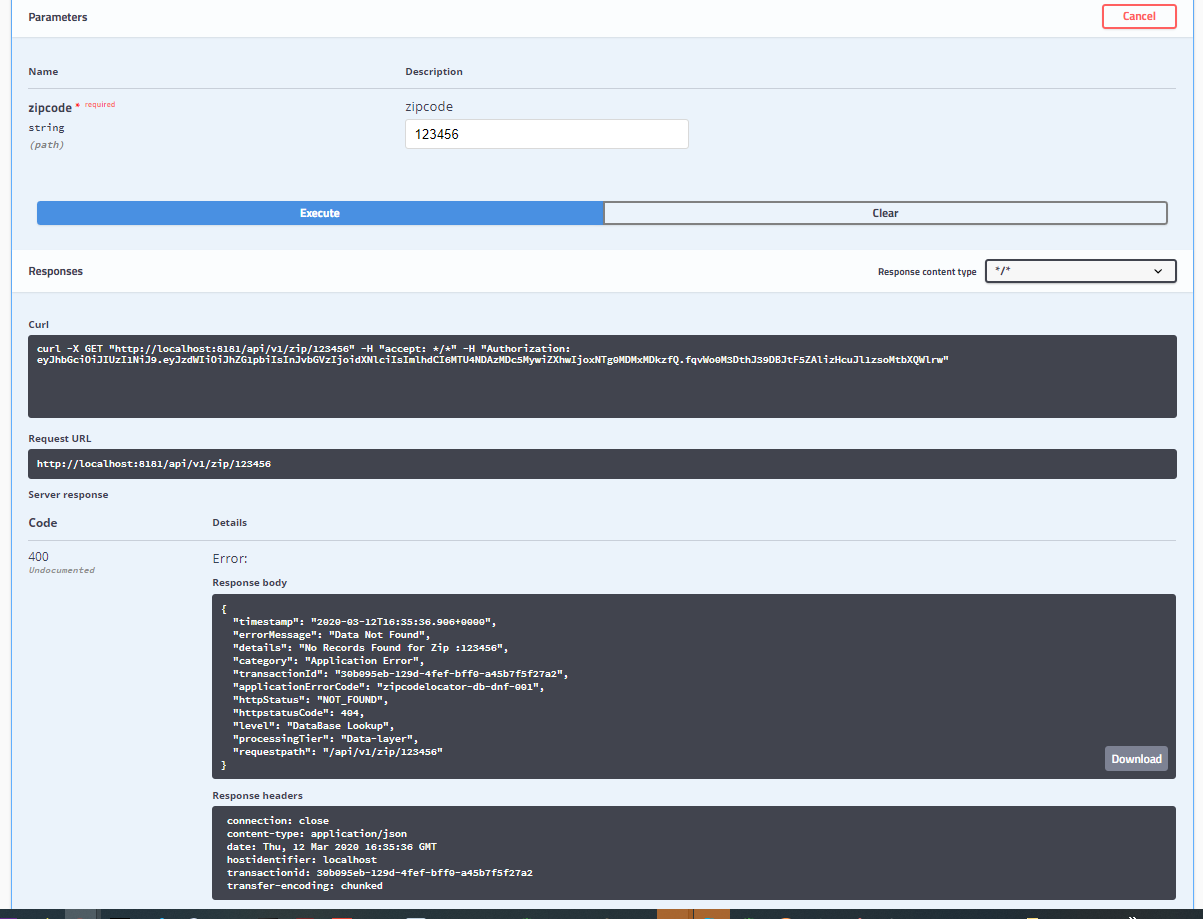 Parameters
Cancel
Name Description
zipcode * required zipcode
string
(path)
123456
Execute Clear
Responses Response content type */*
Curl
curl -X GET "http://localhost:8181/api/v1/zip/123456" -H "accept: */*" -H "Authorization:
Request URL
http://localhost:8181/api/v1/zip/123456
Server response
Code Details
400 Error:
Undocumented
Response body
{
"timestamp": "2020-03-12T16:35:36.906+0000",
"errorMessage": "Data Not Found",
"details": "No Records Found for Zip :123456",
"category": "Application Error",
"transactionId": "30b095eb-129d-4fef-bff0-a45b7f5f27a2",
"applicationErrorCode": "zipcodelocator-db-dnf-001",
"httpStatus": "NOT_FOUND",
"httpstatusCode": 404,
"level": "DataBase Lookup",
"processingTier": "Data-layer",
"requestpath": "/api/v1/zip/123456"
}
Download
Response headers
connection: close
content-type: application/json
date: Thu, 12 Mar 2020 16:35:36 GMT
hostidentifier: localhost
transactionid: 30b095eb-129d-4fef-bff0-a45b7f5f27a2
transfer-encoding: chunked